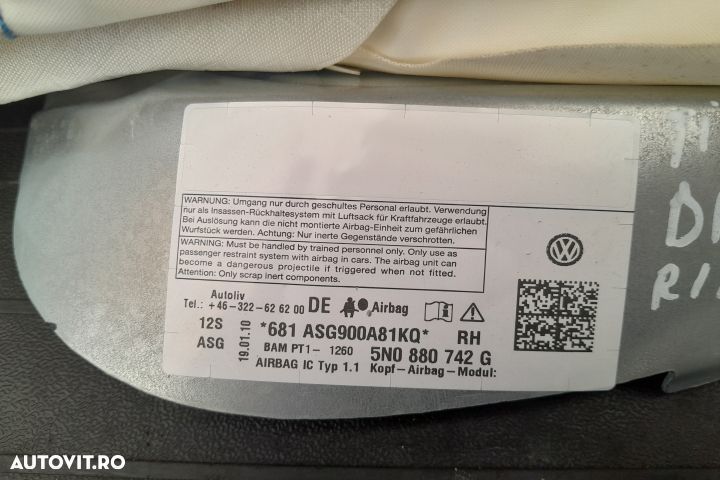 WARNUNG: Umgang nur durch geschultes Personal erlaubt. Verwendung
nur als Insassen-Rückhaltesystem mit Luftsack für Kraftfahrzeuge erlaubt.
Bei Auslösung kann die nicht montierte Airbag-Einheit zum gefährlichen
Wurfstück werden. Achtung: Nur inerte Gegenstände verschrotten.
WARNING: Must be handled by trained personnel only. Only use as
passenger restraint system with airbag in cars. The airbag unit can
become a dangerous projectile if triggered when not fitted.
Attention: Only scrap inert components.
Autoliv
Tel.: +46-322-626200 DE Airbag
12S
ASG
19.01.10
*681 ASG900A81KQ* RH
BAM PT1- 1260 5N0 880 742 G
AIRBAG IC Typ 1.1 Kopf-Airbag-Modul:
VW
AUTOVIT.RO